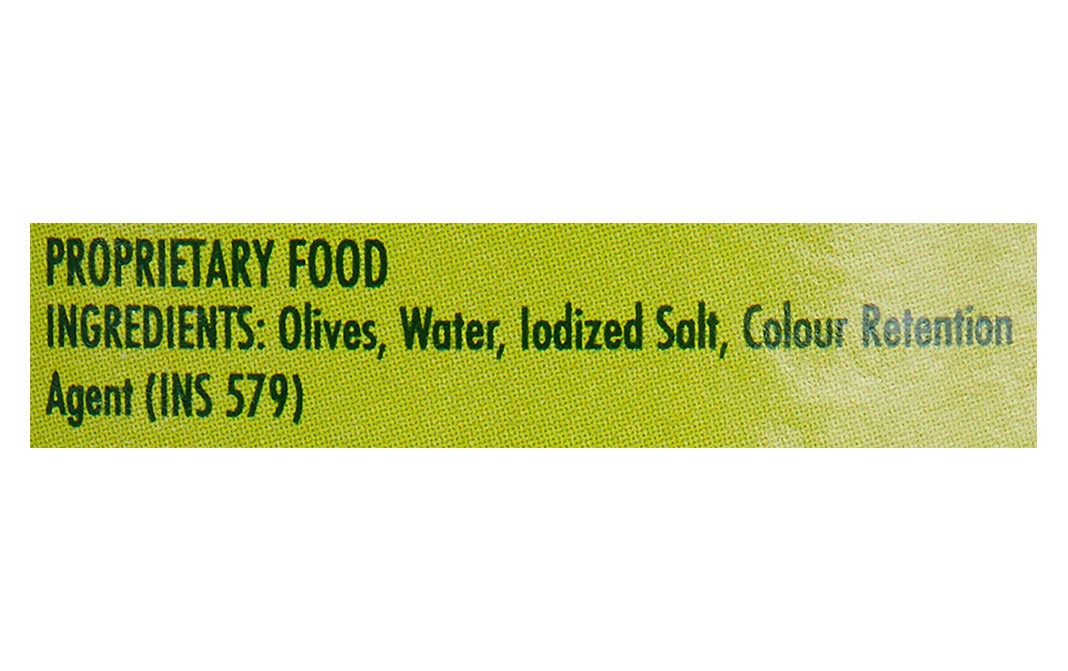 PROPRIETARY FOOD
INGREDIENTS: Olives, Water, Iodized Salt, Colour Retention
Agent (INS 579)